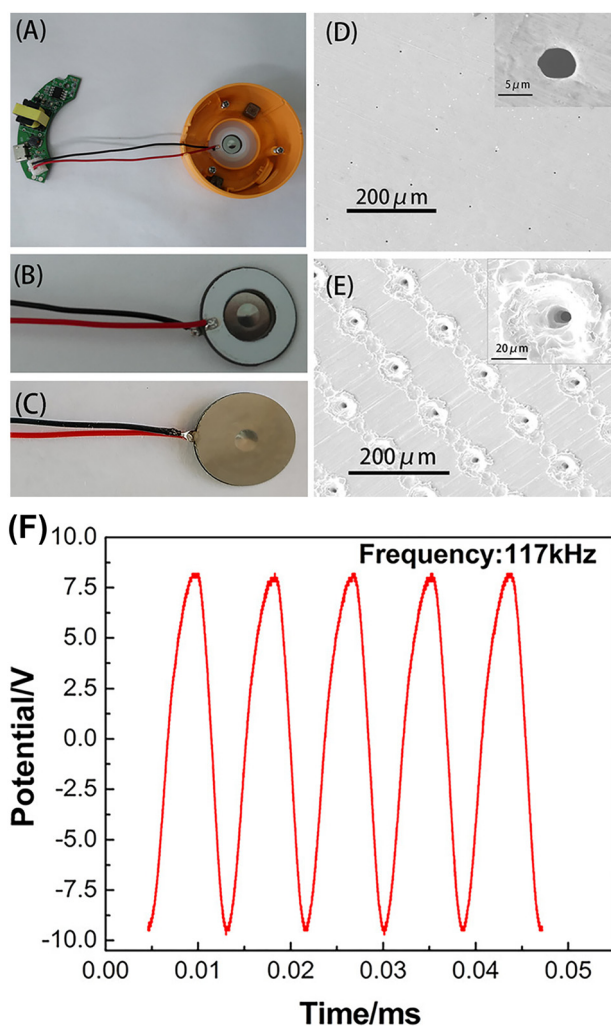 (A)
(B)
(C)
(D)
5μm
200μm
(E)
20μm
200μm
(F)
Frequency:117kHz
10.0
7.5
5.0
2.5
0.0
-2.5
-5.0
-7.5
-10.0
Potential/V
0.00 0.01 0.02 0.03 0.04 0.05
Time/ms